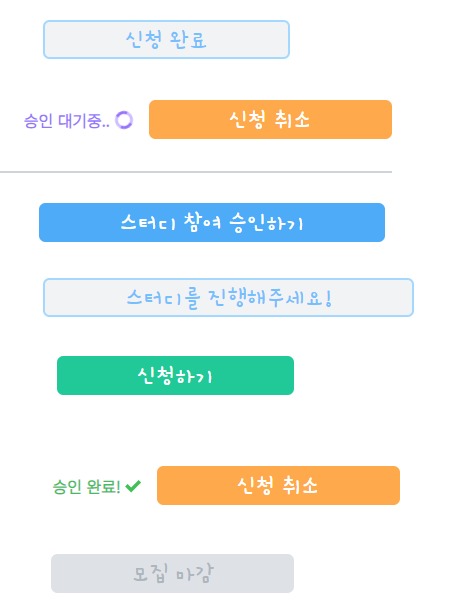 신청 완료
승인 대기중.. 신청 취소
스터디 참여 승인하기
스터디를 진행해주세요!
신청하기
승인 완료! 신청 취소
모집 마감